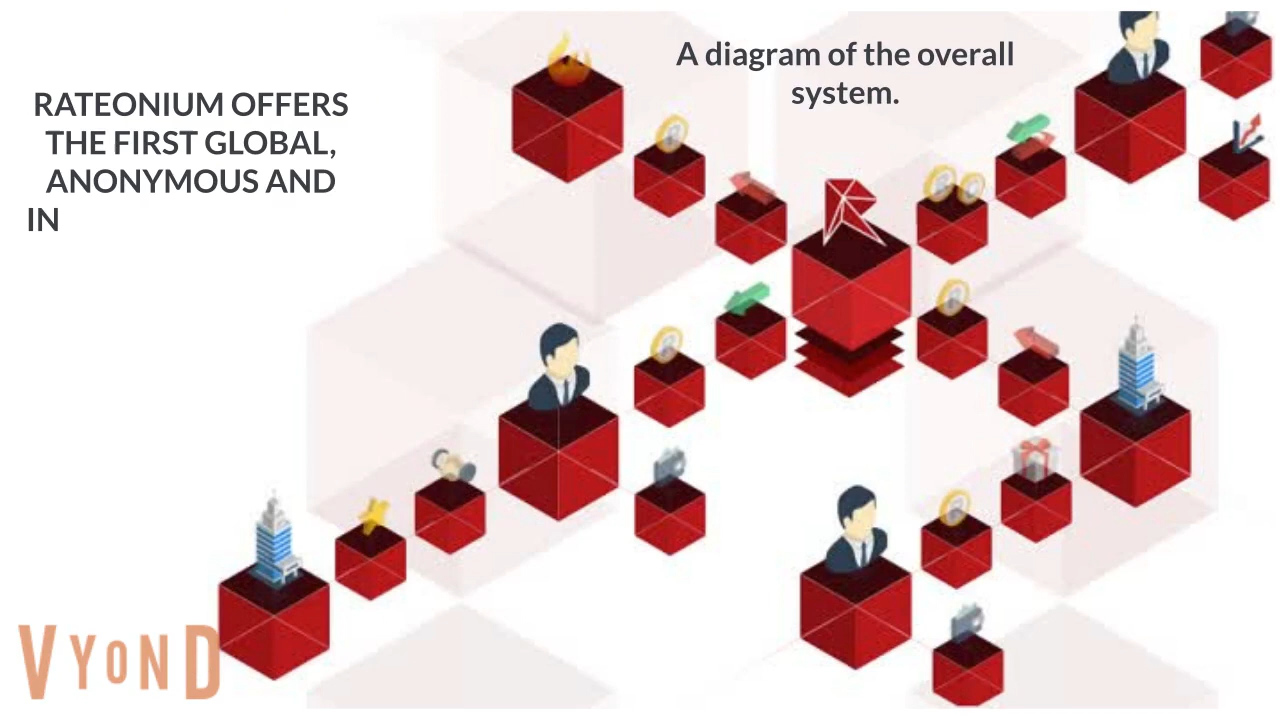 RATEONIUM OFFERS
THE FIRST GLOBAL,
ANONYMOUS AND
IN
A diagram of the overall
system.
VYOND